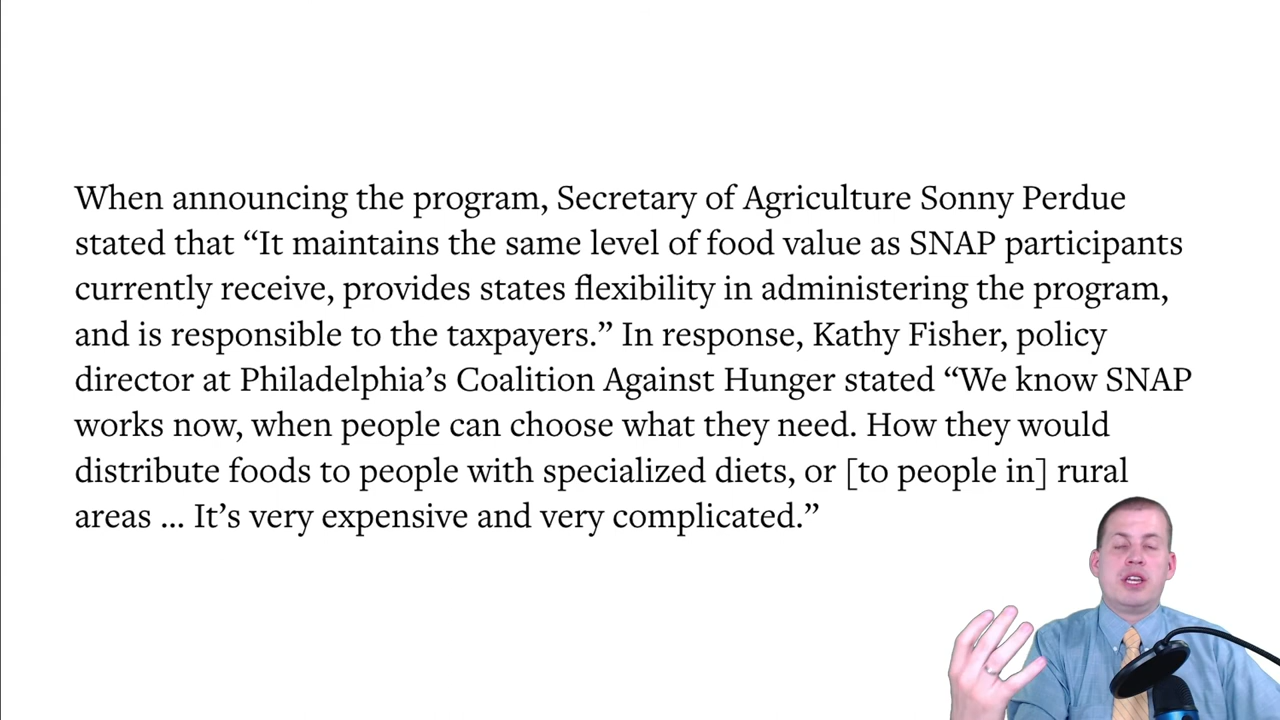 When announcing the program, Secretary of Agriculture Sonny Perdue
stated that “It maintains the same level of food value as SNAP participants
currently receive, provides states flexibility in administering the program,
and is responsible to the taxpayers.” In response, Kathy Fisher, policy
director at Philadelphia’s Coalition Against Hunger stated “We know SNAP
works now, when people can choose what they need. How they would
distribute foods to people with specialized diets, or [to people in] rural
areas ... It’s very expensive and very complicated.”